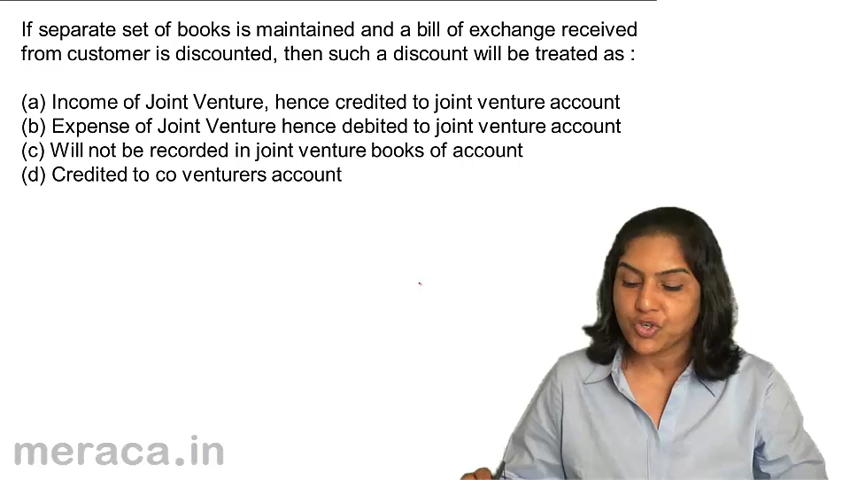 If separate set of books is maintained and a bill of exchange received
from customer is discounted, then such a discount will be treated as :
(a) Income of Joint Venture, hence credited to joint venture account
(b) Expense of Joint Venture hence debited to joint venture account
(c) Will not be recorded in joint venture books of account
(d) Credited to co venturers account
meraca.in